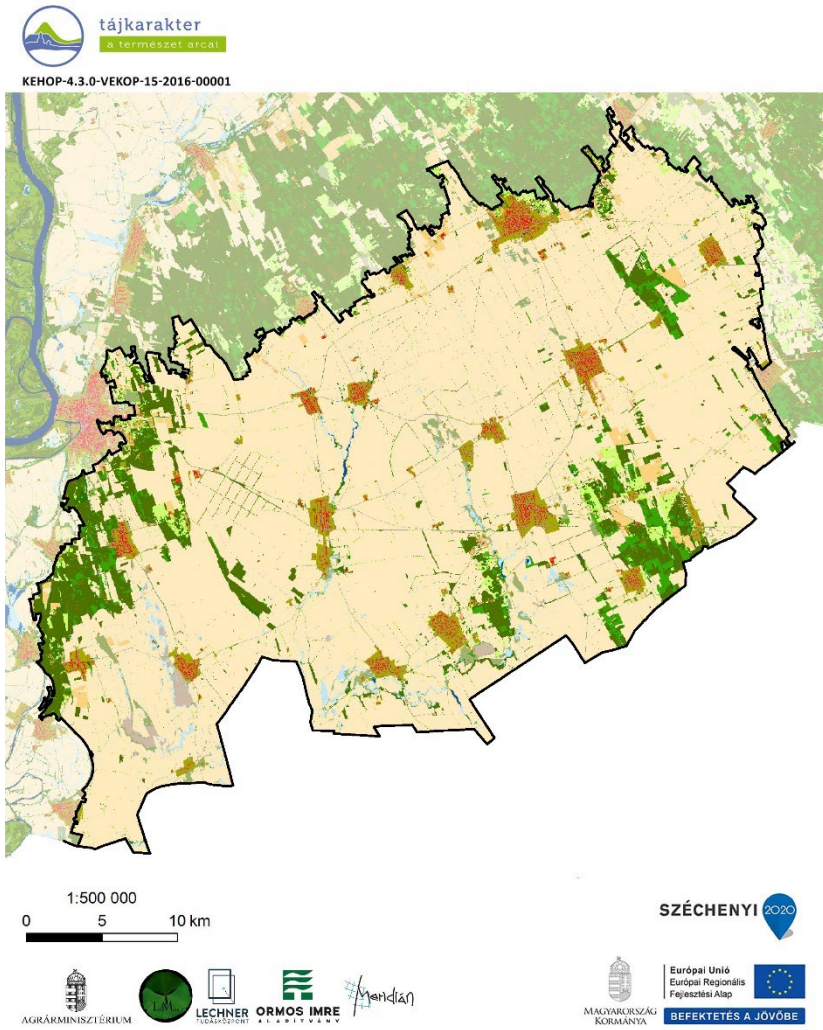 tájkarakter
a természet arcai
KEHOP-4.3.0-VEKOP-15-2016-00001
1:500 000
0 5 10 km
SZÉCHENYI 2020
AGRÁRMINISZTÉRIUM
LECHNER
TUDÁSKÖZPONT
ORMOS IMRE
ALAPÍTVÁNY
Meridián
MAGYARORSZÁG
KORMÁNYA
Európai Unió
Európai Regionális
Fejlesztési Alap
BEFEKTETÉS A JÖVŐBE